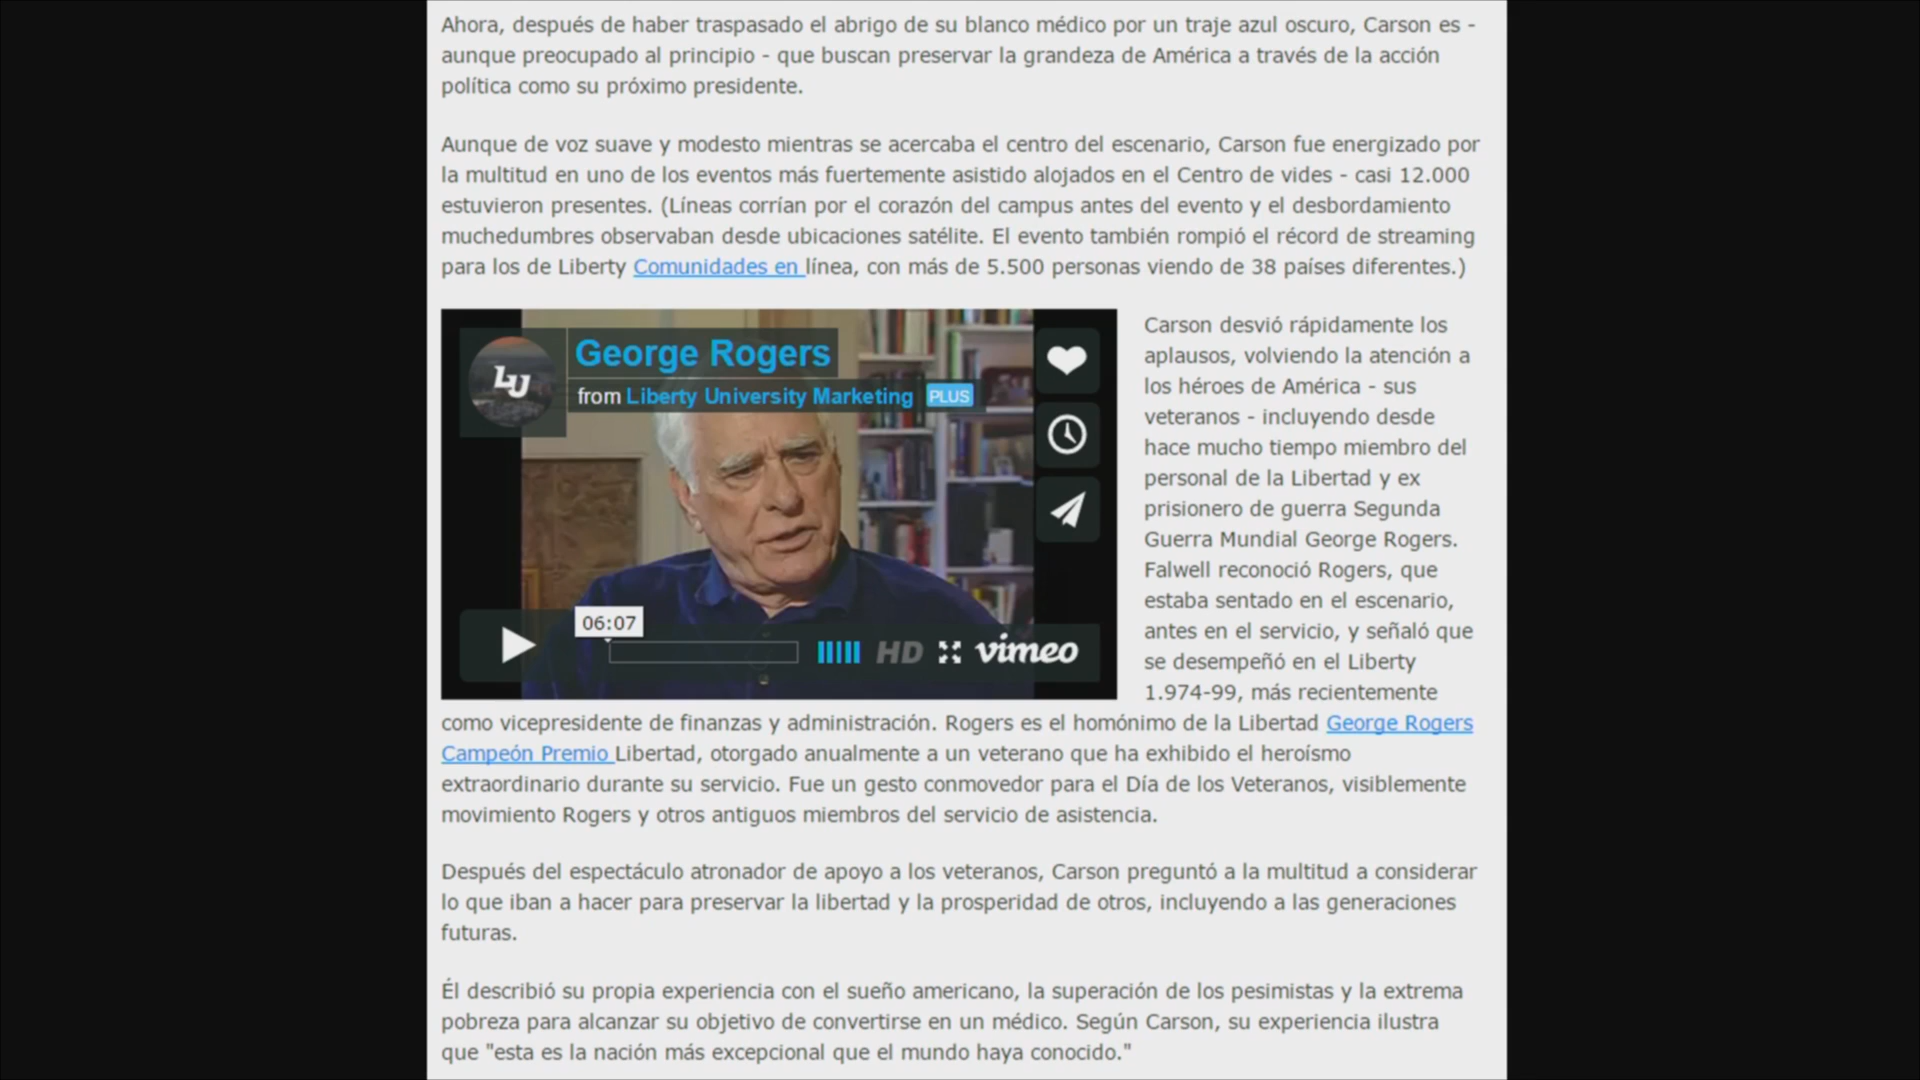 Ahora, después de haber traspasado el abrigo de su blanco médico por un traje azul oscuro, Carson es -
aunque preocupado al principio - que buscan preservar la grandeza de América a través de la acción
política como su próximo presidente.
Aunque de voz suave y modesto mientras se acercaba el centro del escenario, Carson fue energizado por
la multitud en uno de los eventos más fuertemente asistido alojados en el Centro de vides - casi 12.000
estuvieron presentes. (Líneas corrían por el corazón del campus antes del evento y el desbordamiento
muchedumbres observaban desde ubicaciones satélite. El evento también rompió el récord de streaming
para los de Liberty Comunidades en línea, con más de 5.500 personas viendo de 38 países diferentes.)
LU
George Rogers
from Liberty University Marketing PLUS
06:07
HD vimeo
Carson desvió rápidamente los
aplausos, volviendo la atención a
los héroes de América - sus
veteranos - incluyendo desde
hace mucho tiempo miembro del
personal de la Libertad y ex
prisionero de guerra Segunda
Guerra Mundial George Rogers.
Falwell reconoció Rogers, que
estaba sentado en el escenario,
antes en el servicio, y señaló que
se desempeñó en el Liberty
1.974-99, más recientemente
como vicepresidente de finanzas y administración. Rogers es el homónimo de la Libertad George Rogers
Campeón Premio Libertad, otorgado anualmente a un veterano que ha exhibido el heroísmo
extraordinario durante su servicio. Fue un gesto conmovedor para el Día de los Veteranos, visiblemente
movimiento Rogers y otros antiguos miembros del servicio de asistencia.
Después del espectáculo atronador de apoyo a los veteranos, Carson preguntó a la multitud a considerar
lo que iban a hacer para preservar la libertad y la prosperidad de otros, incluyendo a las generaciones
futuras.
Él describió su propia experiencia con el sueño americano, la superación de los pesimistas y la extrema
pobreza para alcanzar su objetivo de convertirse en un médico. Según Carson, su experiencia ilustra
que "esta es la nación más excepcional que el mundo haya conocido."